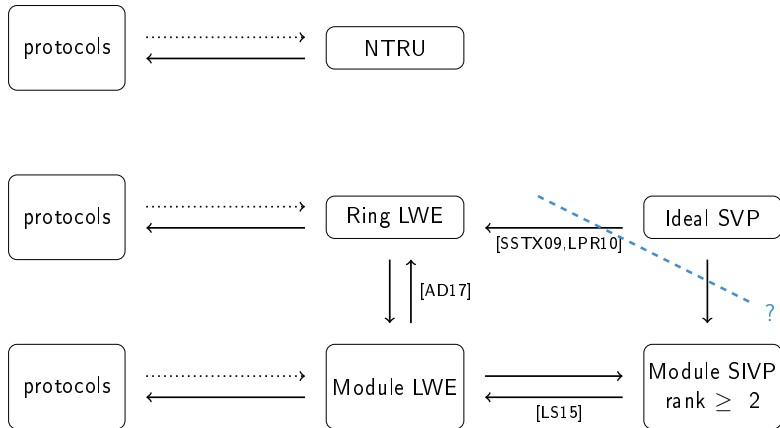 protocols
NTRU
protocols
Ring LWE
[SSTX09,LPR10]
Ideal SVP
[AD17]
?
protocols
Module LWE
[LS15]
Module SIVP
rank ≥ 2